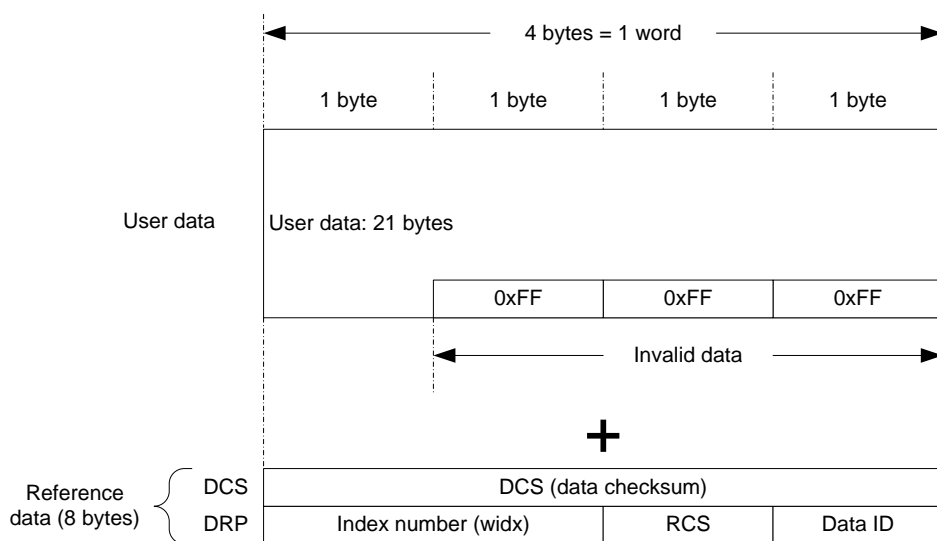 4 bytes = 1 word
1 byte 1 byte 1 byte 1 byte
User data
User data: 21 bytes
0xFF 0xFF 0xFF
Invalid data
+
Reference
data (8 bytes)
DCS
DCS (data checksum)
DRP
Index number (widx) RCS Data ID